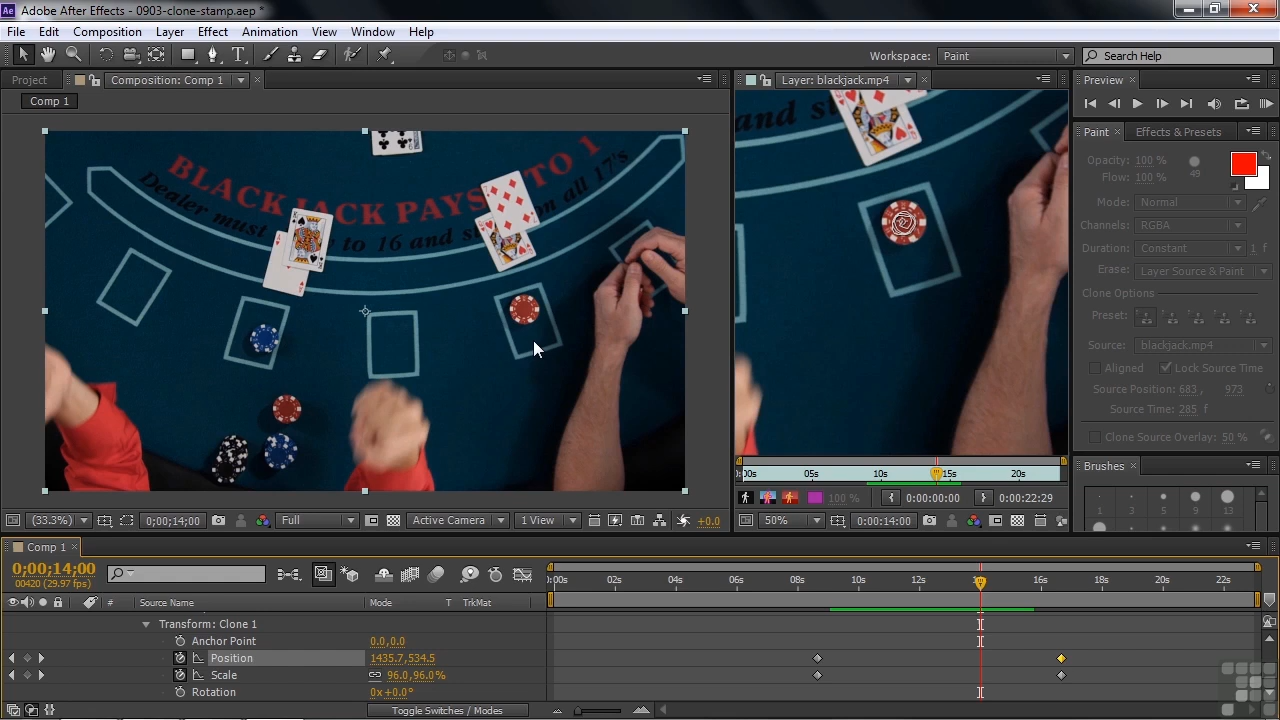 Adobe After Effects - 0903-clone-stamp.aep *
File Edit Composition Layer Effect Animation View Window Help
Workspace: Paint Search Help
Project Composition: Comp 1 Layer: blackjack.mp4 Preview
Comp 1
BLACK JACK PAYS TO 1
Dealer must to 16 and on all 17's
and
Paint Effects & Presets
Opacity: 100 %
Flow: 100 %
49
Mode: Normal
Channels: RGBA
Duration: Constant 1 f
Erase: Layer Source & Paint
Clone Options
Preset:
Source: blackjack.mp4
Aligned Lock Source Time
Source Position: 683, 973
Source Time: 285 f
Clone Source Overlay: 50 %
Brushes
1 3 5 9 13
:00s 05s 10s 15s 20s
100 % 0:00:00:00 0:00:22:29
(33.3%) 0;00;14;00 Full Active Camera 1 View +0.0
50% 0:00:14:00
Comp 1
0;00;14;00
00420 (29.97 fps)
:00s 02s 04s 06s 08s 10s 12s 16s 18s 20s 22s
# Source Name Mode T TrkMat
Transform: Clone 1
Anchor Point 0.0,0.0
Position 1435.7,534.5
Scale 96.0,96.0%
Rotation 0x+0.0°
Toggle Switches / Modes